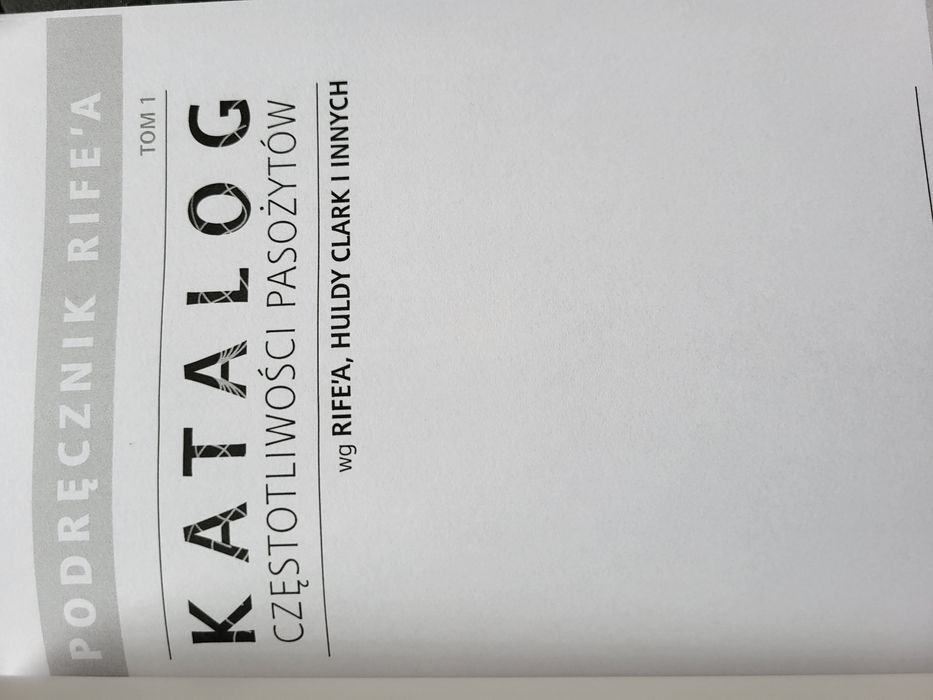 PODRĘCZNIK RIFE’A
TOM 1
KATALOG
CZĘSTOTLIWOŚCI PASOŻYTÓW
wg RIFE’A, HULDY CLARK I INNYCH